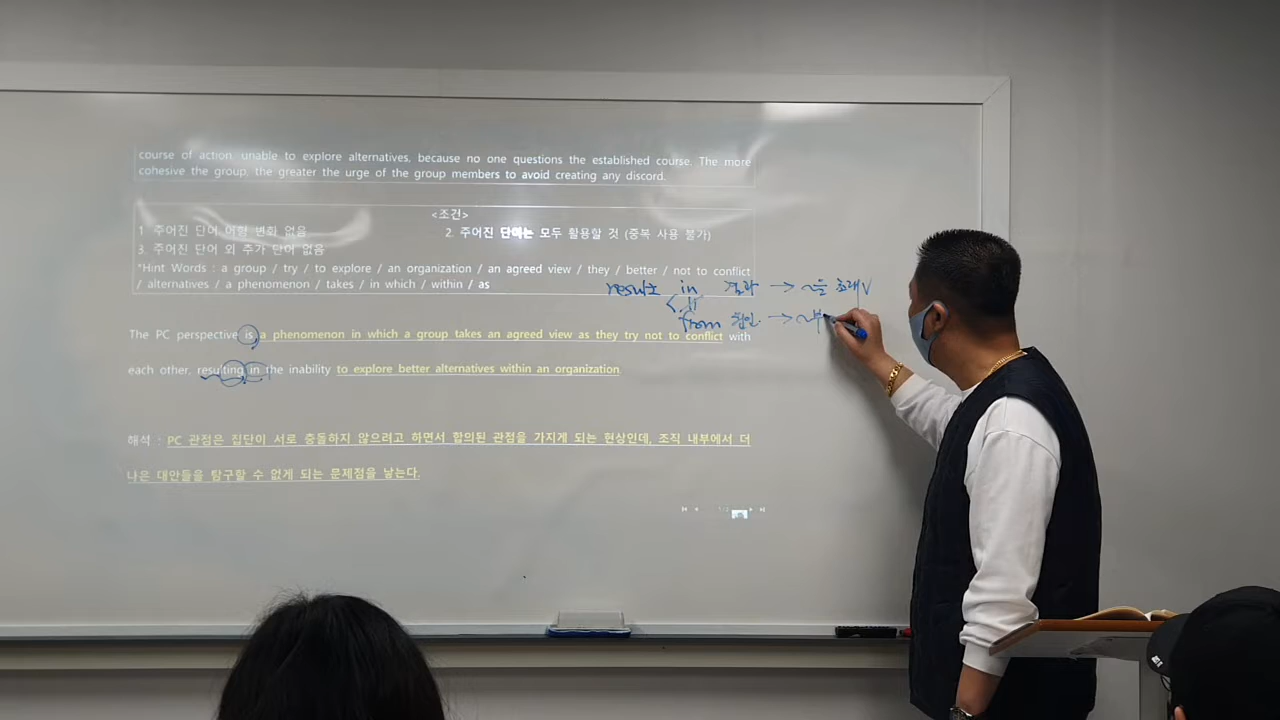 course of action, unable to explore alternatives, because no one questions the established course. The more
cohesive the group, the greater the urge of the group members to avoid creating any discord.
<조건>
1. 주어진 단어 어형 변화 없음
2. 주어진 단어는 모두 활용할 것 (중복 사용 불가)
3. 주어진 단어 외 추가 단어 없음
*Hint Words : a group / try / to explore / an organization / an agreed view / they / better / not to conflict
/ alternatives / a phenomenon / takes / in which / within / as
result in 결과 → ~를 초래
from 원인 →
The PC perspective is a phenomenon in which a group takes an agreed view as they try not to conflict with
each other, resulting in the inability to explore better alternatives within an organization.
해석 : PC 관점은 집단이 서로 충돌하지 않으려고 하면서 합의된 관점을 가지게 되는 현상인데, 조직 내부에서 더
나은 대안들을 탐구할 수 없게 되는 문제점을 낳는다.